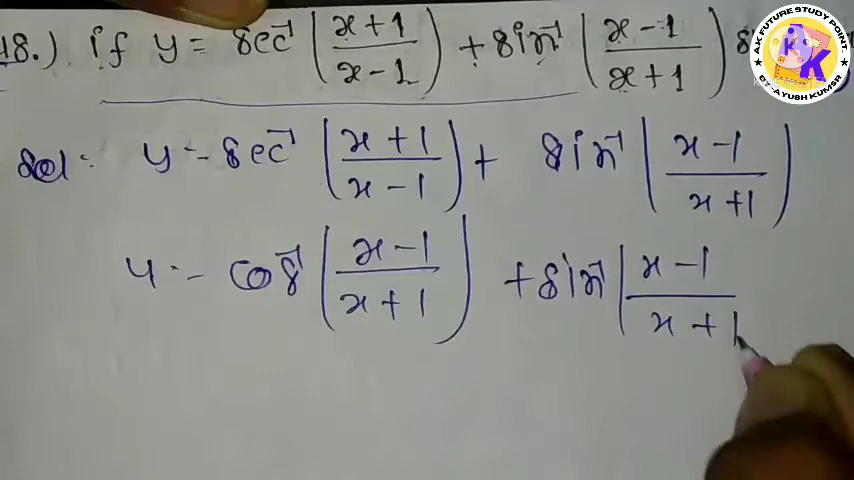 18.) if y = sec⁻¹ (x+1/x-1) + sin⁻¹ (x-1/x+1)
Sol:- y = sec⁻¹ (x+1/x-1) + sin⁻¹ (x-1/x+1)
y = cos⁻¹ (x-1/x+1) + sin⁻¹ (x-1/x+1
AK FUTURE STUDY POINT.
K
BY-AYUSH KUMSR